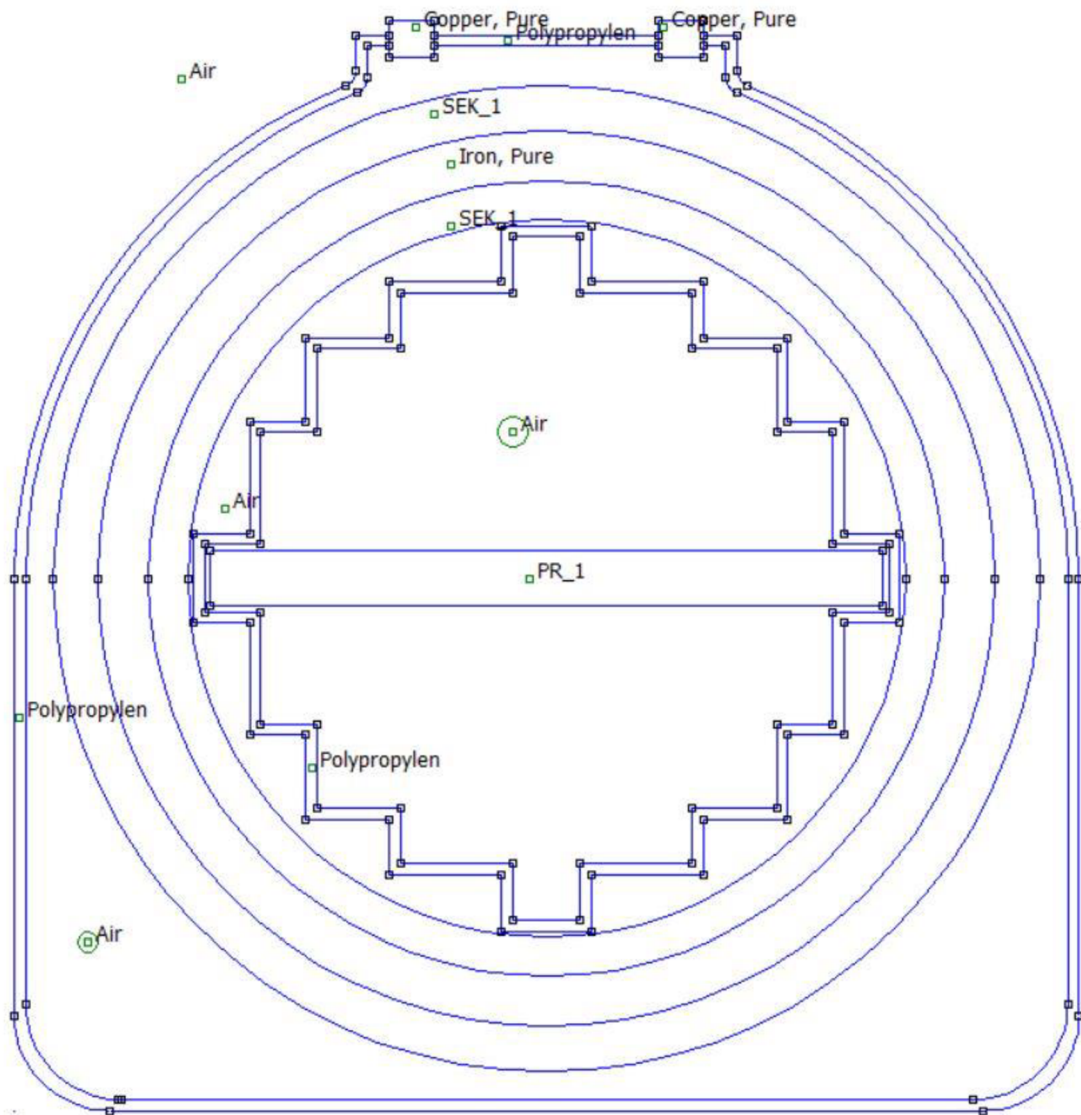 Copper, Pure
Copper, Pure
Polypropylen
Air
SEK_1
Iron, Pure
SEK_1
Air
Air
PR_1
Polypropylen
Polypropylen
Air